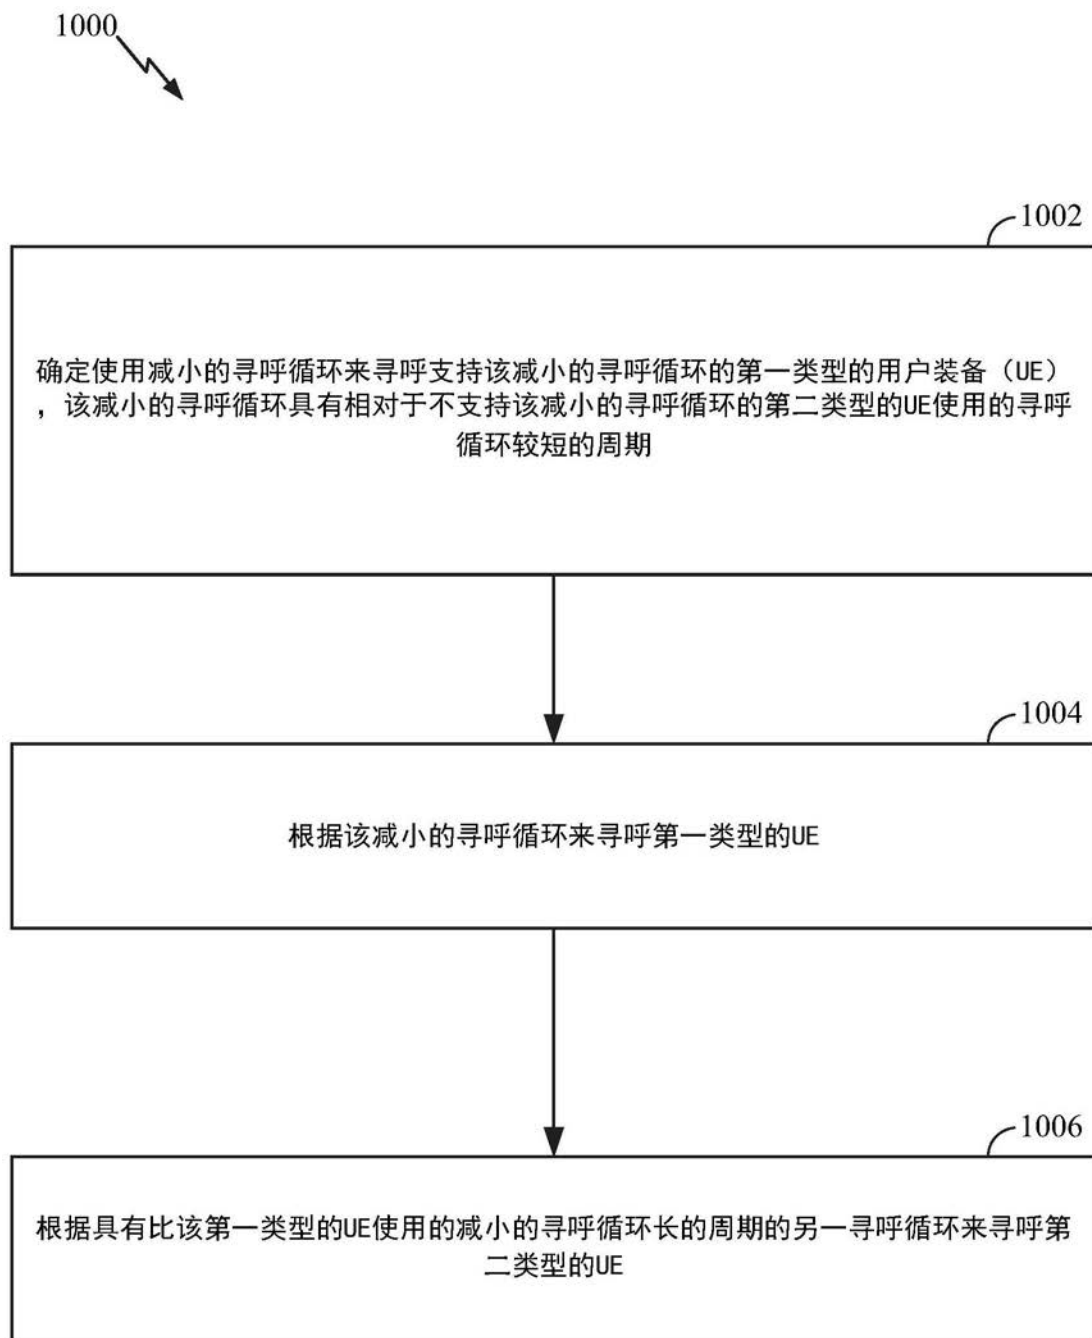 1000
1002
确定使用减小的寻呼循环来寻呼支持该减小的寻呼循环的第一类型的用户装备（UE）
，该减小的寻呼循环具有相对于不支持该减小的寻呼循环的第二类型的UE使用的寻呼
循环较短的周期
1004
根据该减小的寻呼循环来寻呼第一类型的UE
1006
根据具有比该第一类型的UE使用的减小的寻呼循环长的周期的另一寻呼循环来寻呼第
二类型的UE